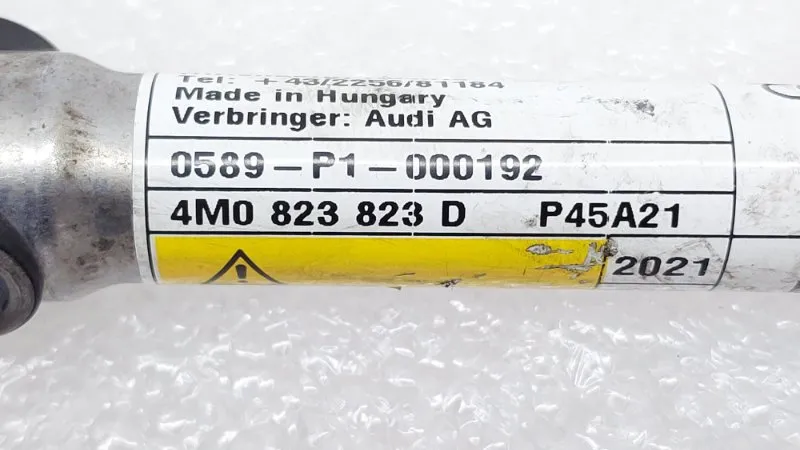 Tel: +43/2256/81184
Made in Hungary
Verbringer: Audi AG
0589-P1-000192
4M0 823 823 D P45A21
2021